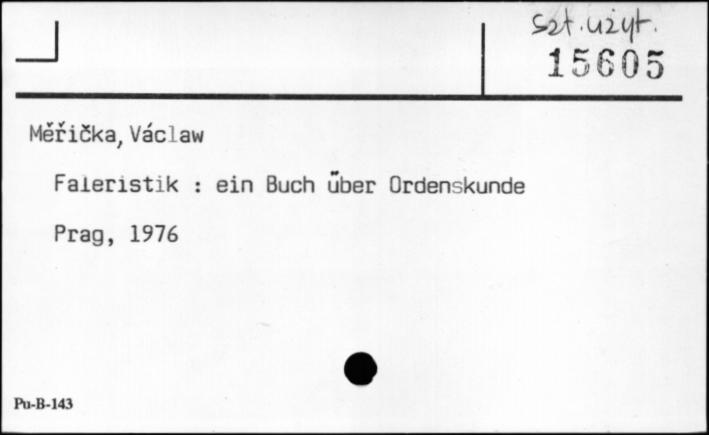 szt. użyt.
15605
Měřička, Václaw
Faleristik : ein Buch über Ordenskunde
Prag, 1976
Pu-B-143